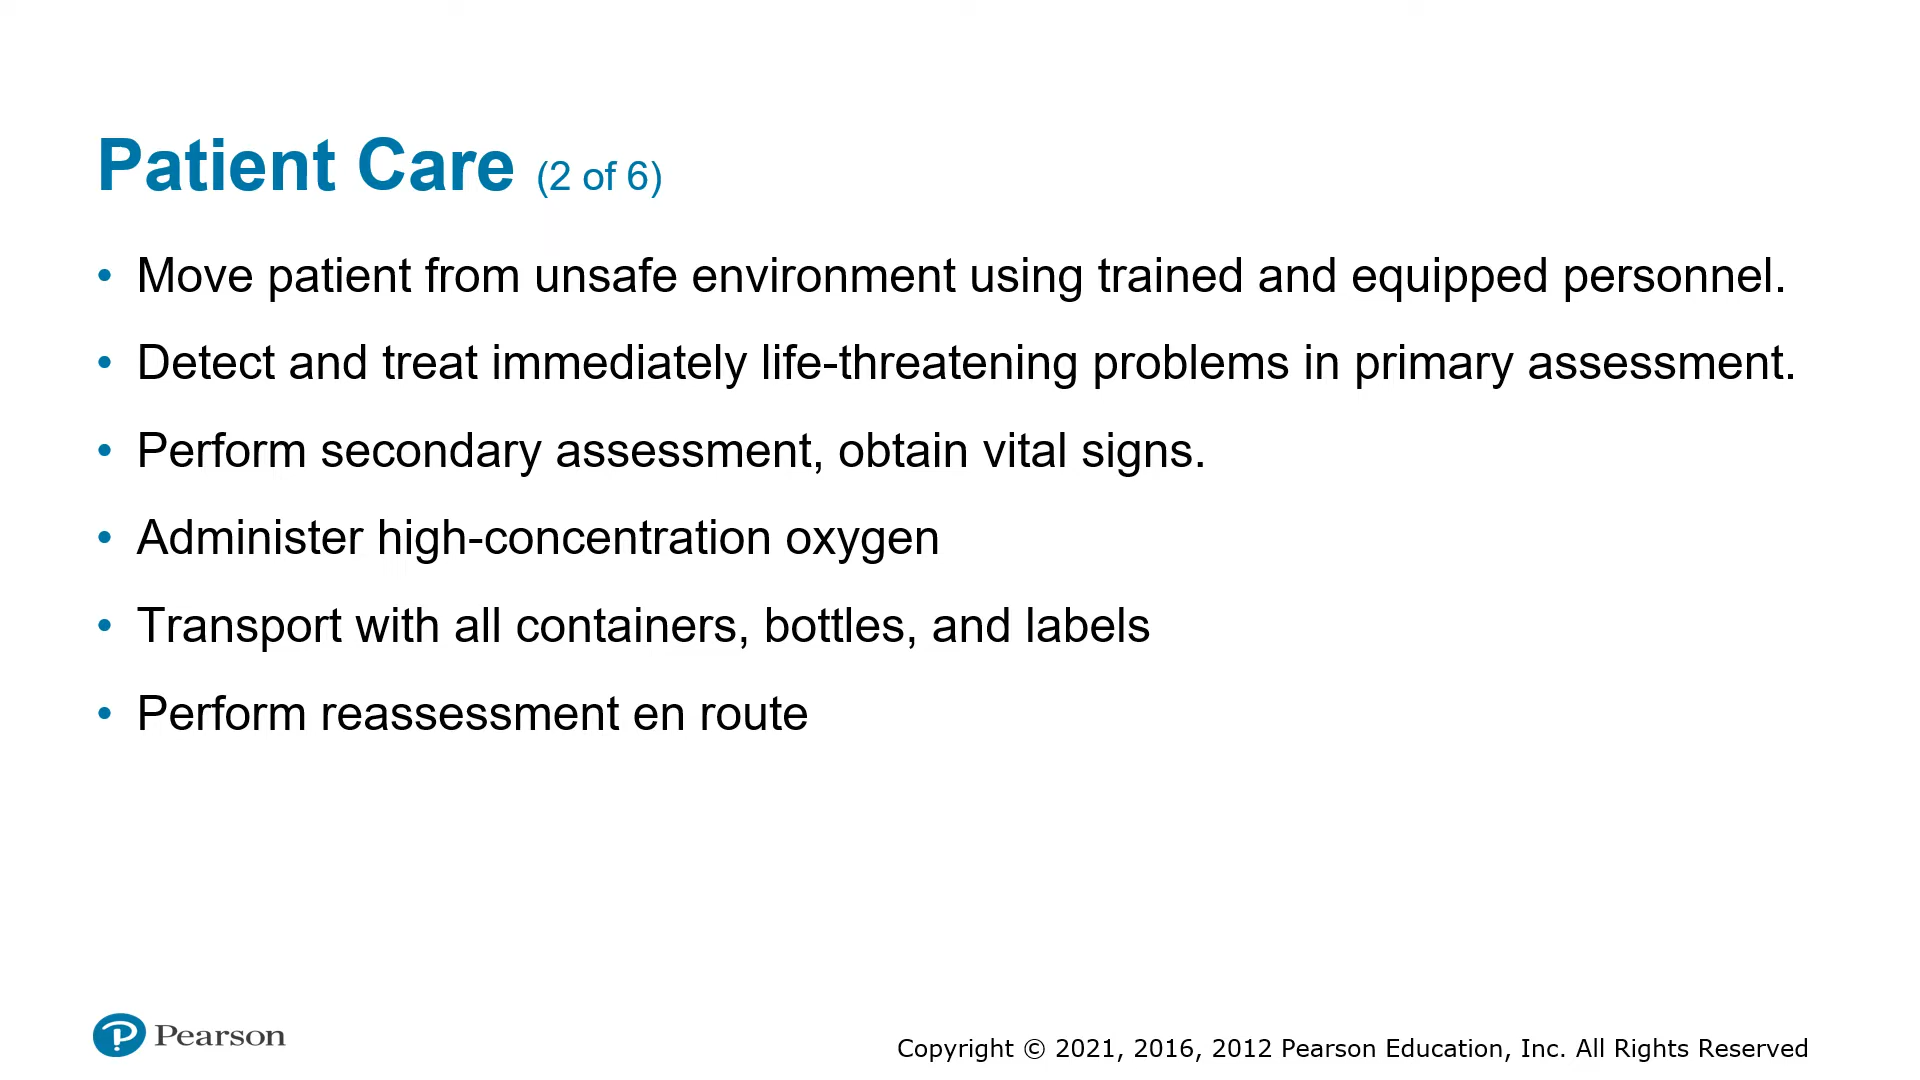 Patient Care (2 of 6)
• Move patient from unsafe environment using trained and equipped personnel.
• Detect and treat immediately life-threatening problems in primary assessment.
• Perform secondary assessment, obtain vital signs.
• Administer high-concentration oxygen
• Transport with all containers, bottles, and labels
• Perform reassessment en route
Pearson
Copyright © 2021, 2016, 2012 Pearson Education, Inc. All Rights Reserved